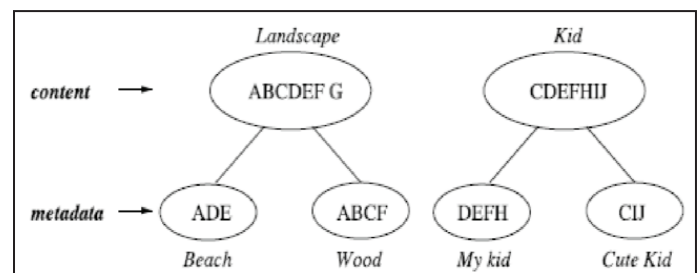 Landscape Kid
content ABCDEF G CDEFHIJ
metadata ADE ABCF DEFH CIJ
Beach Wood My kid Cute Kid